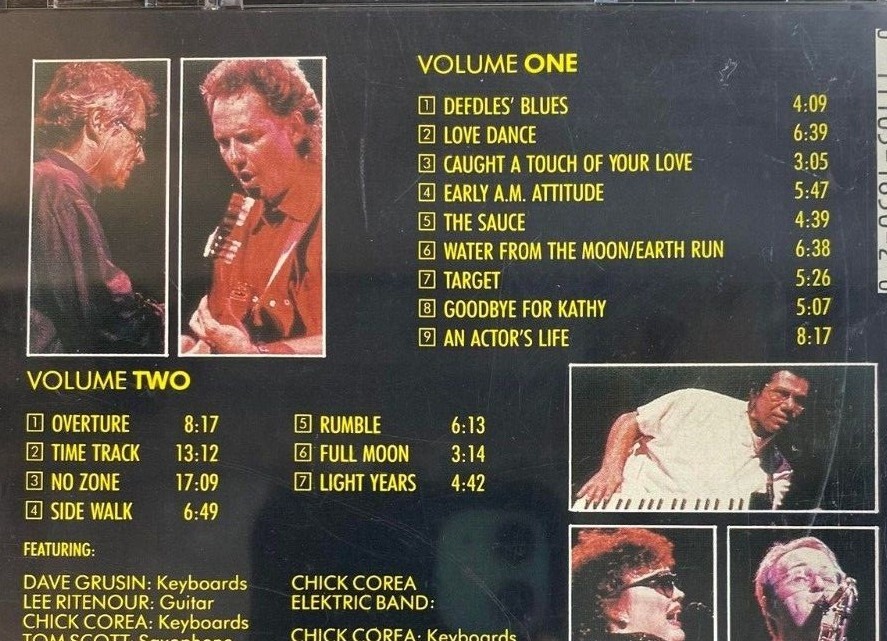 VOLUME ONE
1 DEFDLES' BLUES 4:09
2 LOVE DANCE 6:39
3 CAUGHT A TOUCH OF YOUR LOVE 3:05
4 EARLY A.M. ATTITUDE 5:47
5 THE SAUCE 4:39
6 WATER FROM THE MOON/EARTH RUN 6:38
7 TARGET 5:26
8 GOODBYE FOR KATHY 5:07
9 AN ACTOR'S LIFE 8:17
VOLUME TWO
1 OVERTURE 8:17
2 TIME TRACK 13:12
3 NO ZONE 17:09
4 SIDE WALK 6:49
5 RUMBLE 6:13
6 FULL MOON 3:14
7 LIGHT YEARS 4:42
FEATURING:
DAVE GRUSIN: Keyboards
LEE RITENOUR: Guitar
CHICK COREA: Keyboards
TOM SCOTT: Saxophone
CHICK COREA
ELEKTRIC BAND:
CHICK COREA: Keyboards